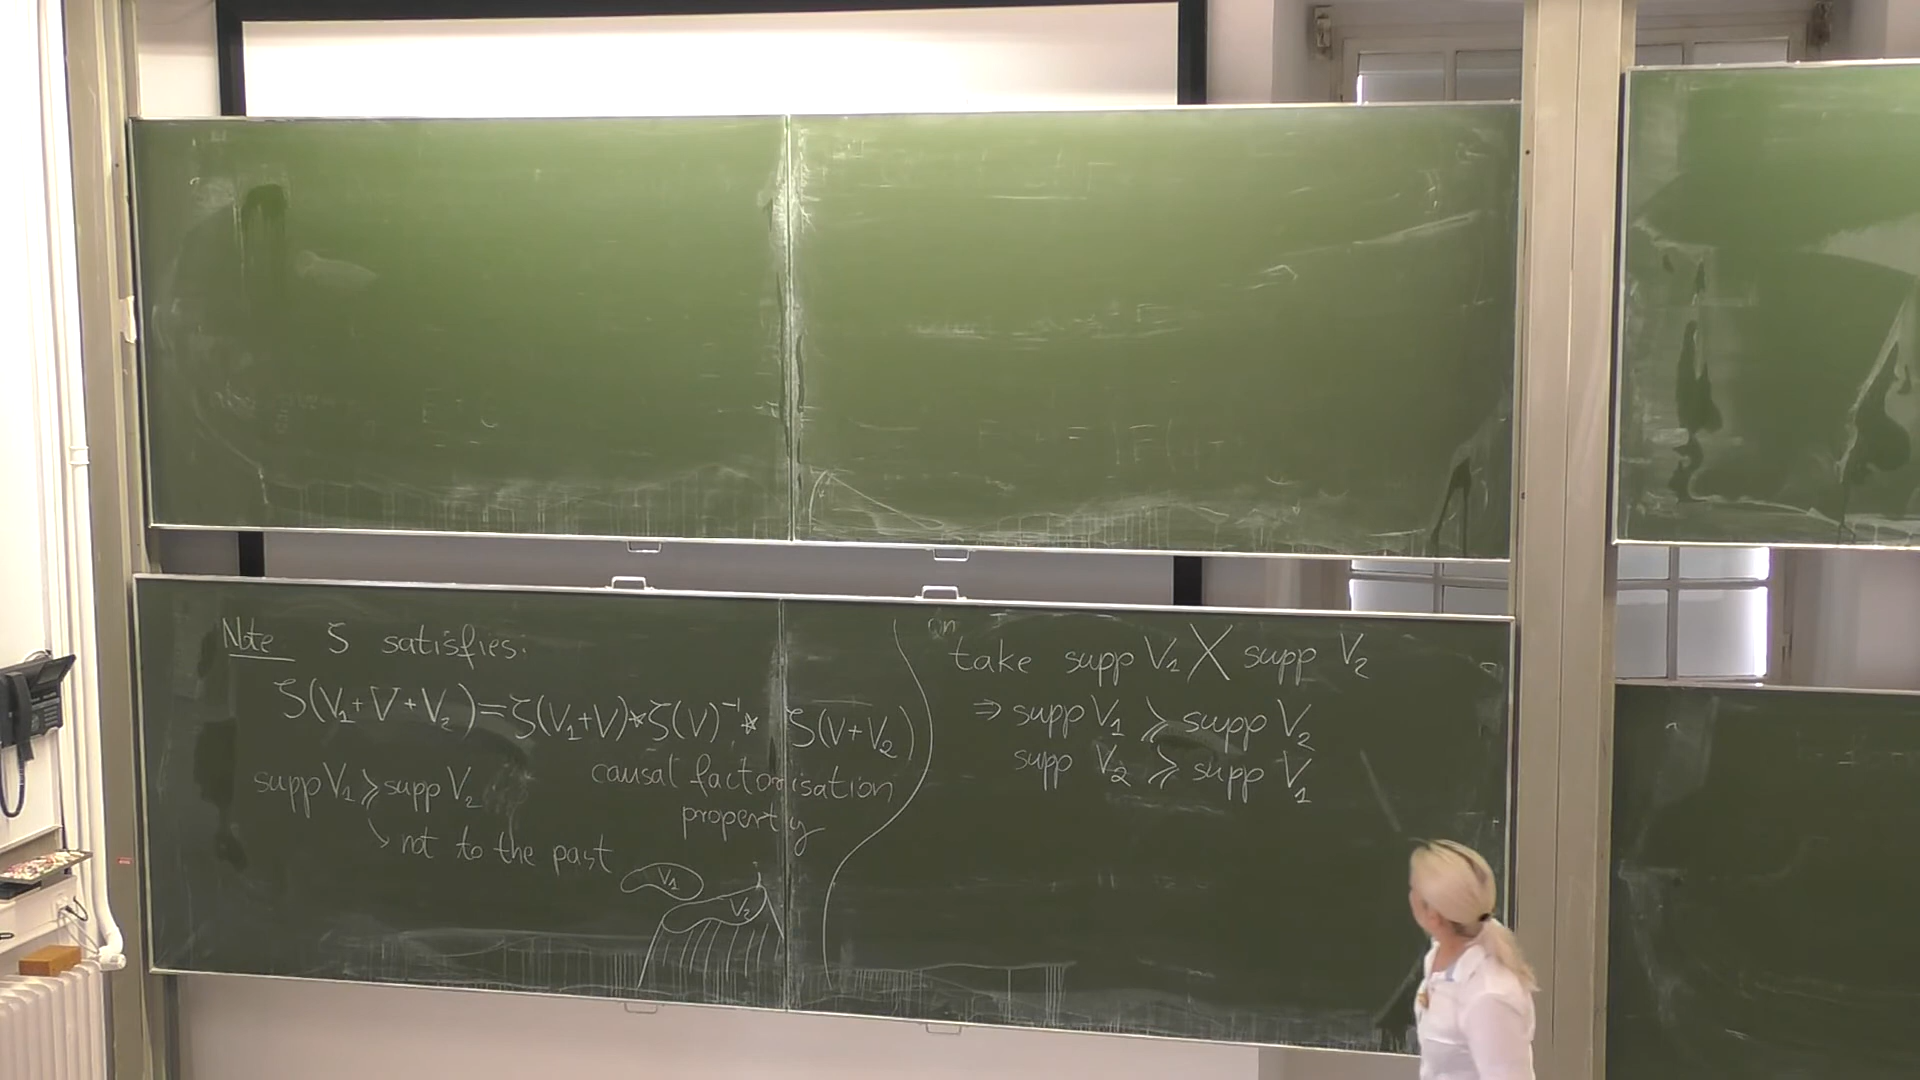 Note S satisfies.
S(V₁+V+V₂)=S(V₁+V)⋆S(V)⁻¹⋆ S(V+V₂)
causal factorisation
property
supp V₁ ⩾ supp V₂
↳ not to the past
V₁
V₂
take supp V₁ X supp V₂
⇒ supp V₁ ⩾ supp V₂
supp V₂ ⩾ supp V₁